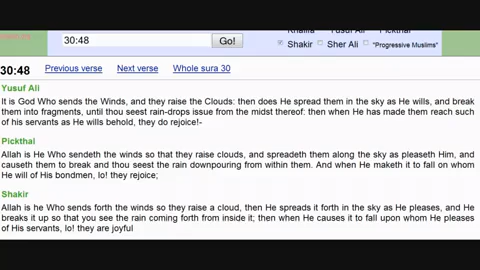 Khalifa Yusuf Ali Pickthal
30:48 Go! Shakir Sher Ali "Progressive Muslims"
30:48 Previous verse Next verse Whole sura 30
Yusuf Ali
It is God Who sends the Winds, and they raise the Clouds: then does He spread them in the sky as He wills, and break
them into fragments, until thou seest rain-drops issue from the midst thereof: then when He has made them reach such
of his servants as He wills behold, they do rejoice!-
Pickthal
Allah is He Who sendeth the winds so that they raise clouds, and spreadeth them along the sky as pleaseth Him, and
causeth them to break and thou seest the rain downpouring from within them. And when He maketh it to fall on whom
He will of His bondmen, lo! they rejoice;
Shakir
Allah is he Who sends forth the winds so they raise a cloud, then He spreads it forth in the sky as He pleases, and He
breaks it up so that you see the rain coming forth from inside it; then when He causes it to fall upon whom He pleases
of His servants, lo! they are joyful